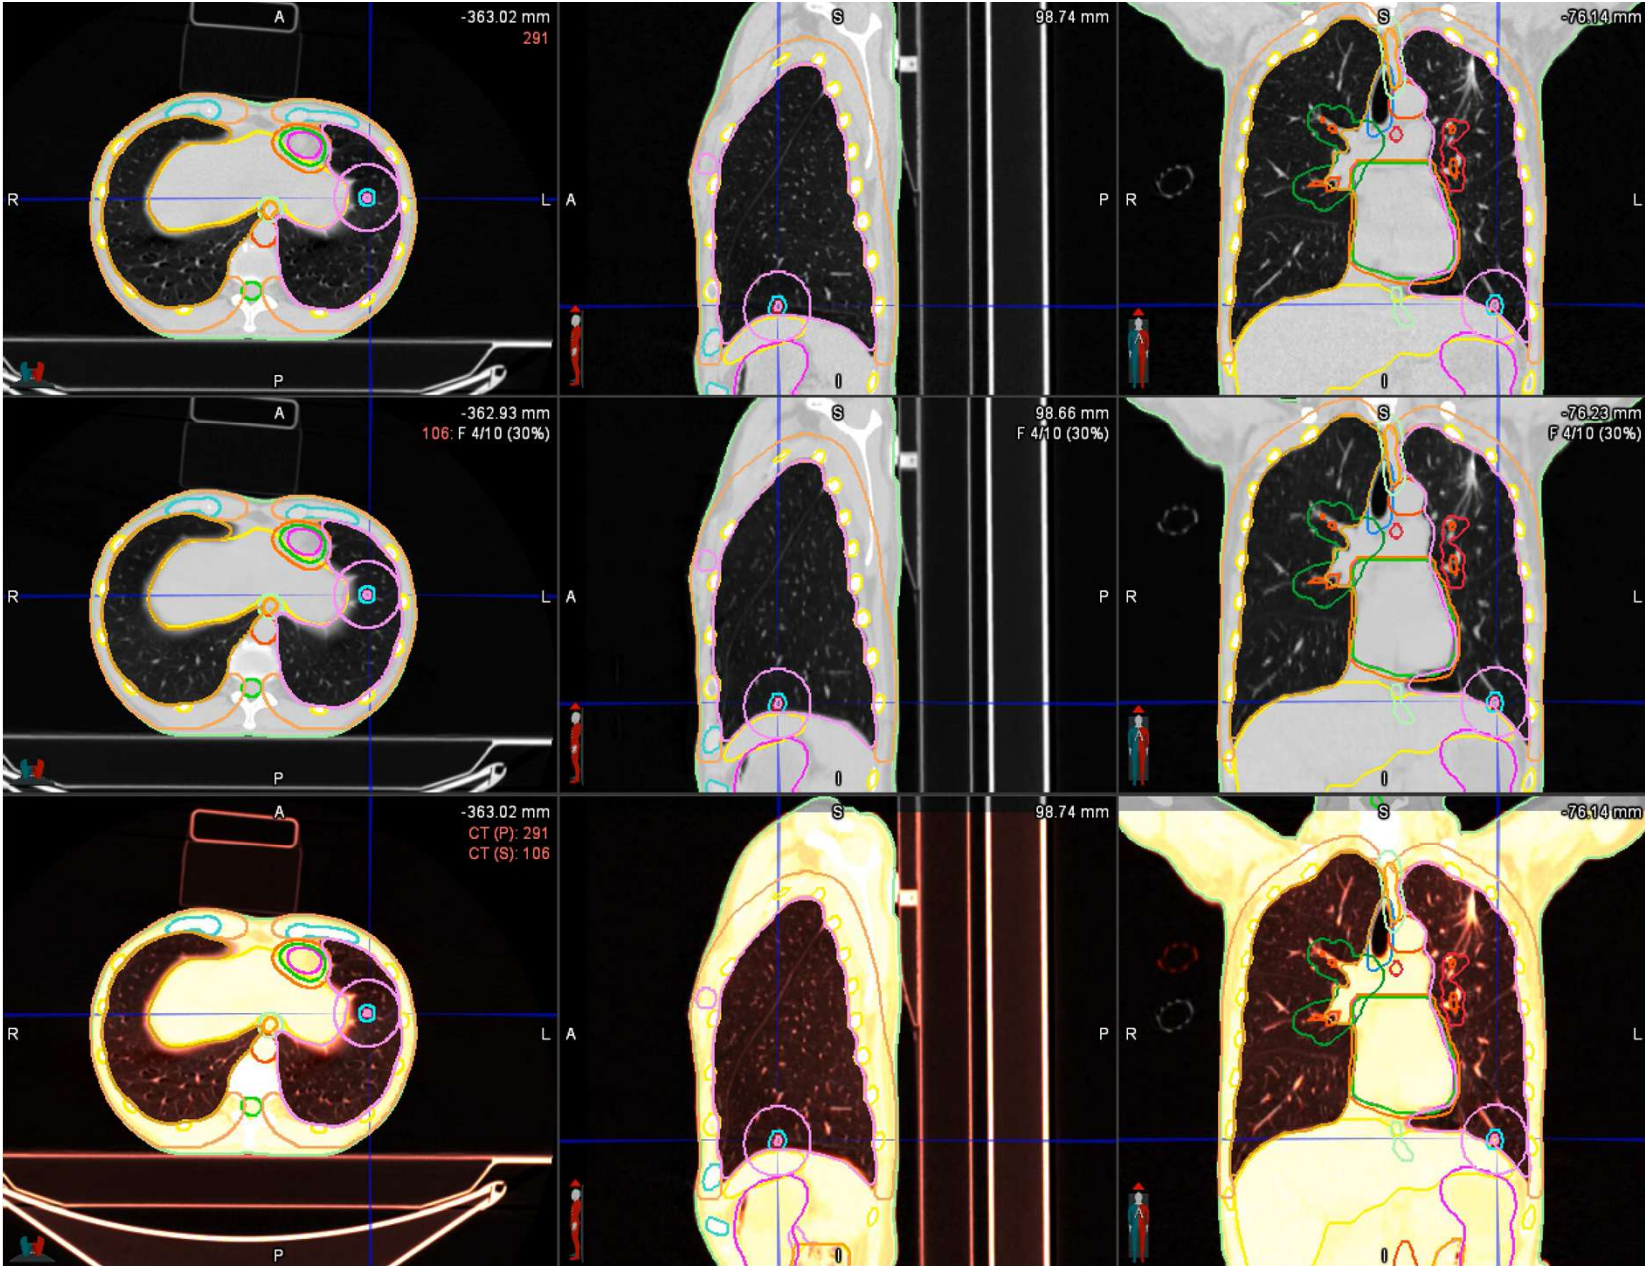 A
-363.02 mm
291
R
L
P
S
98.74 mm
A
P
I
S
-76.14 mm
R
L
A
I
A
-362.93 mm
106: F 4/10 (30%)
R
L
P
S
98.66 mm
F 4/10 (30%)
A
P
I
S
-76.23 mm
F 4/10 (30%)
R
L
A
I
A
-363.02 mm
CT (P): 291
CT (S): 106
R
L
P
S
98.74 mm
A
P
I
S
-76.14 mm
R
L
A
I